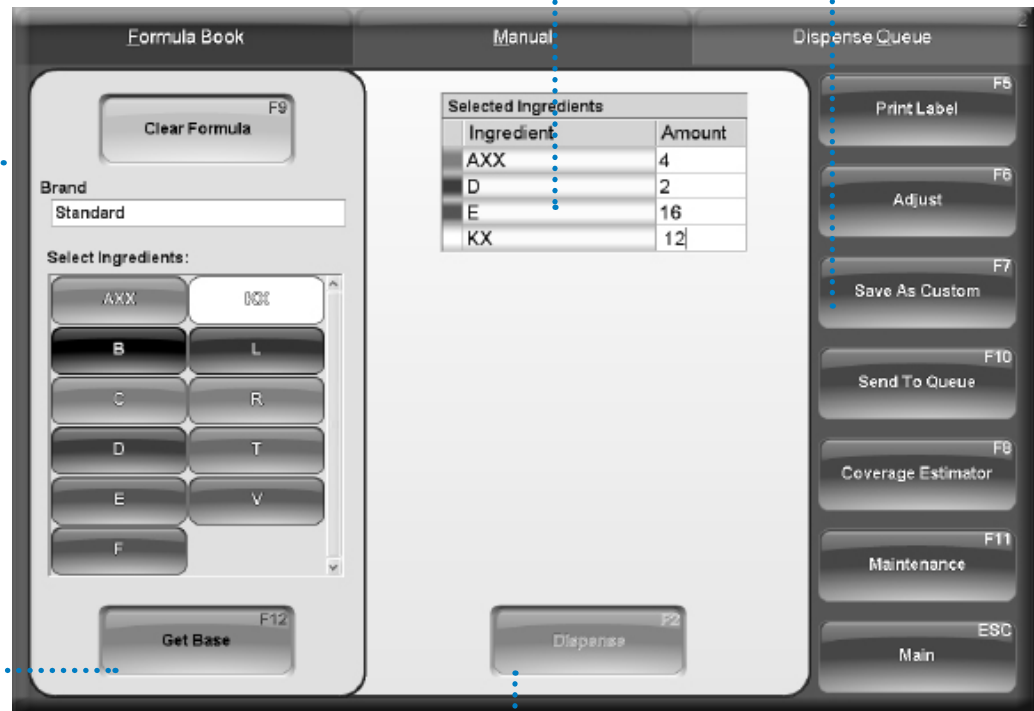 2
Formula Book
Manual
Dispense Queue
F9
Clear Formula
Brand
Standard
Select Ingredients:
AXX
KX
B
L
C
R
D
T
E
V
F
F12
Get Base
Selected Ingredients
Ingredient Amount
AXX 4
D 2
E 16
KX 12
F2
Dispense
F5
Print Label
F6
Adjust
F7
Save As Custom
F10
Send To Queue
F8
Coverage Estimator
F11
Maintenance
ESC
Main